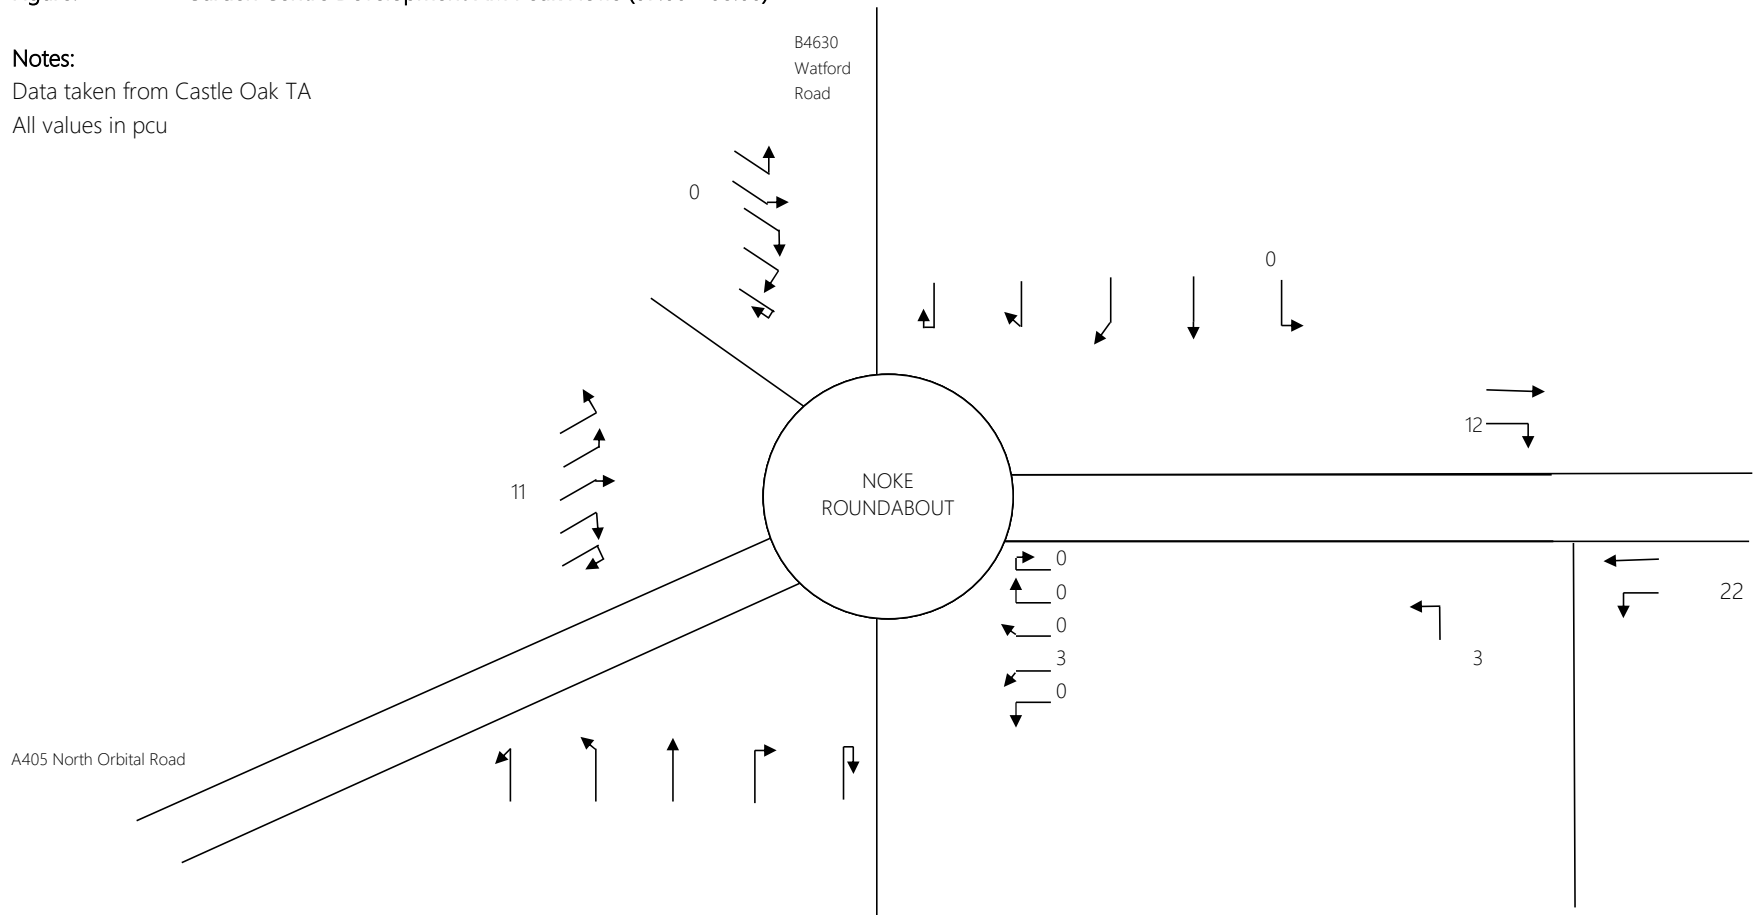 Notes:
Data taken from Castle Oak TA
All values in pcu
B4630
Watford
Road
0
0
12
11
NOKE
ROUNDABOUT
0
0
0
3
0
22
3
A405 North Orbital Road